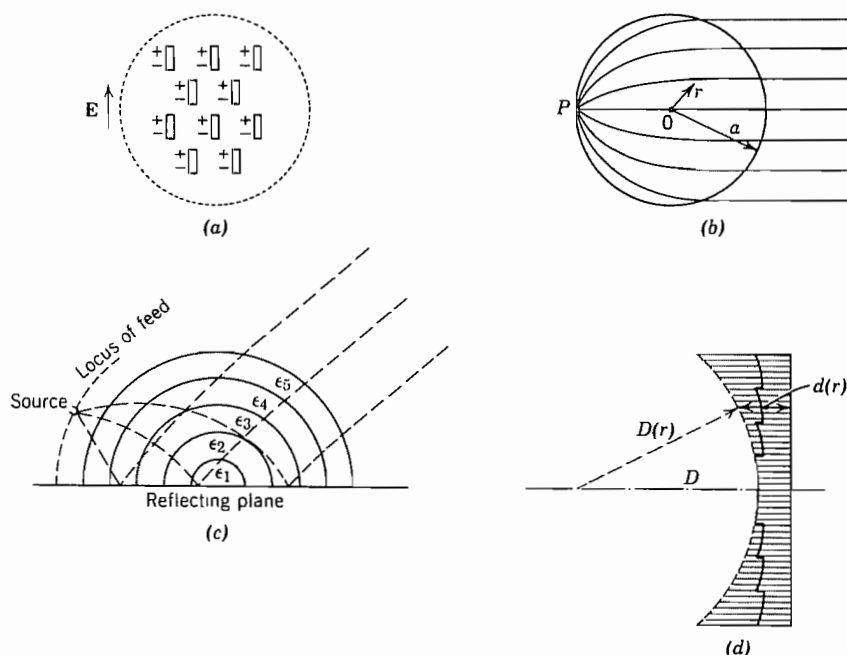 + − + − + −
+ − + −
E
+ − + − + −
+ − + −
(a)
P
r
0
a
(b)
Locus of feed
Source
ϵ5
ϵ4
ϵ3
ϵ2
ϵ1
Reflecting plane
(c)
d(r)
D(r)
D
(d)